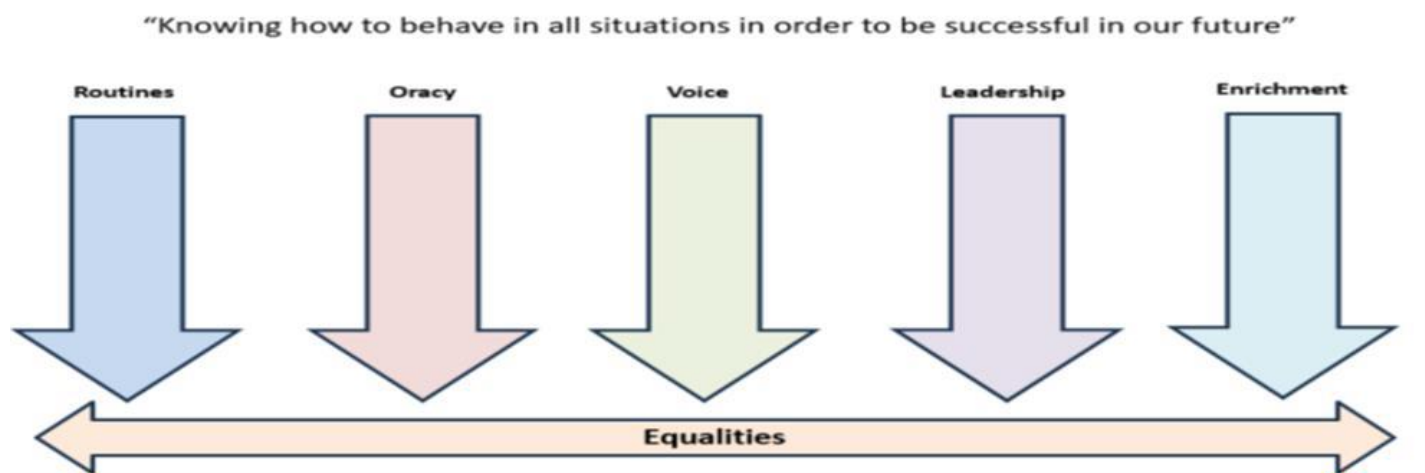 “Knowing how to behave in all situations in order to be successful in our future”
Routines
Oracy
Voice
Leadership
Enrichment
Equalities